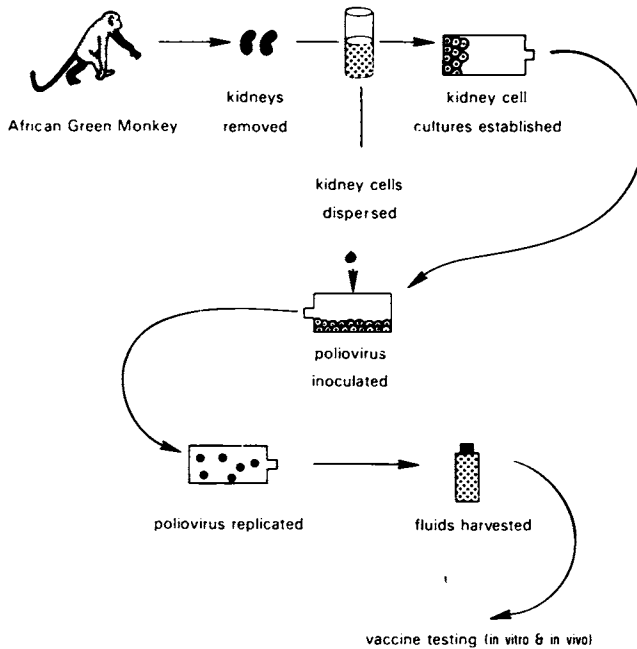 African Green Monkey
kidneys
removed
kidney cells
dispersed
kidney cell
cultures established
poliovirus
inoculated
poliovirus replicated
fluids harvested
vaccine testing (in vitro & in vivo)